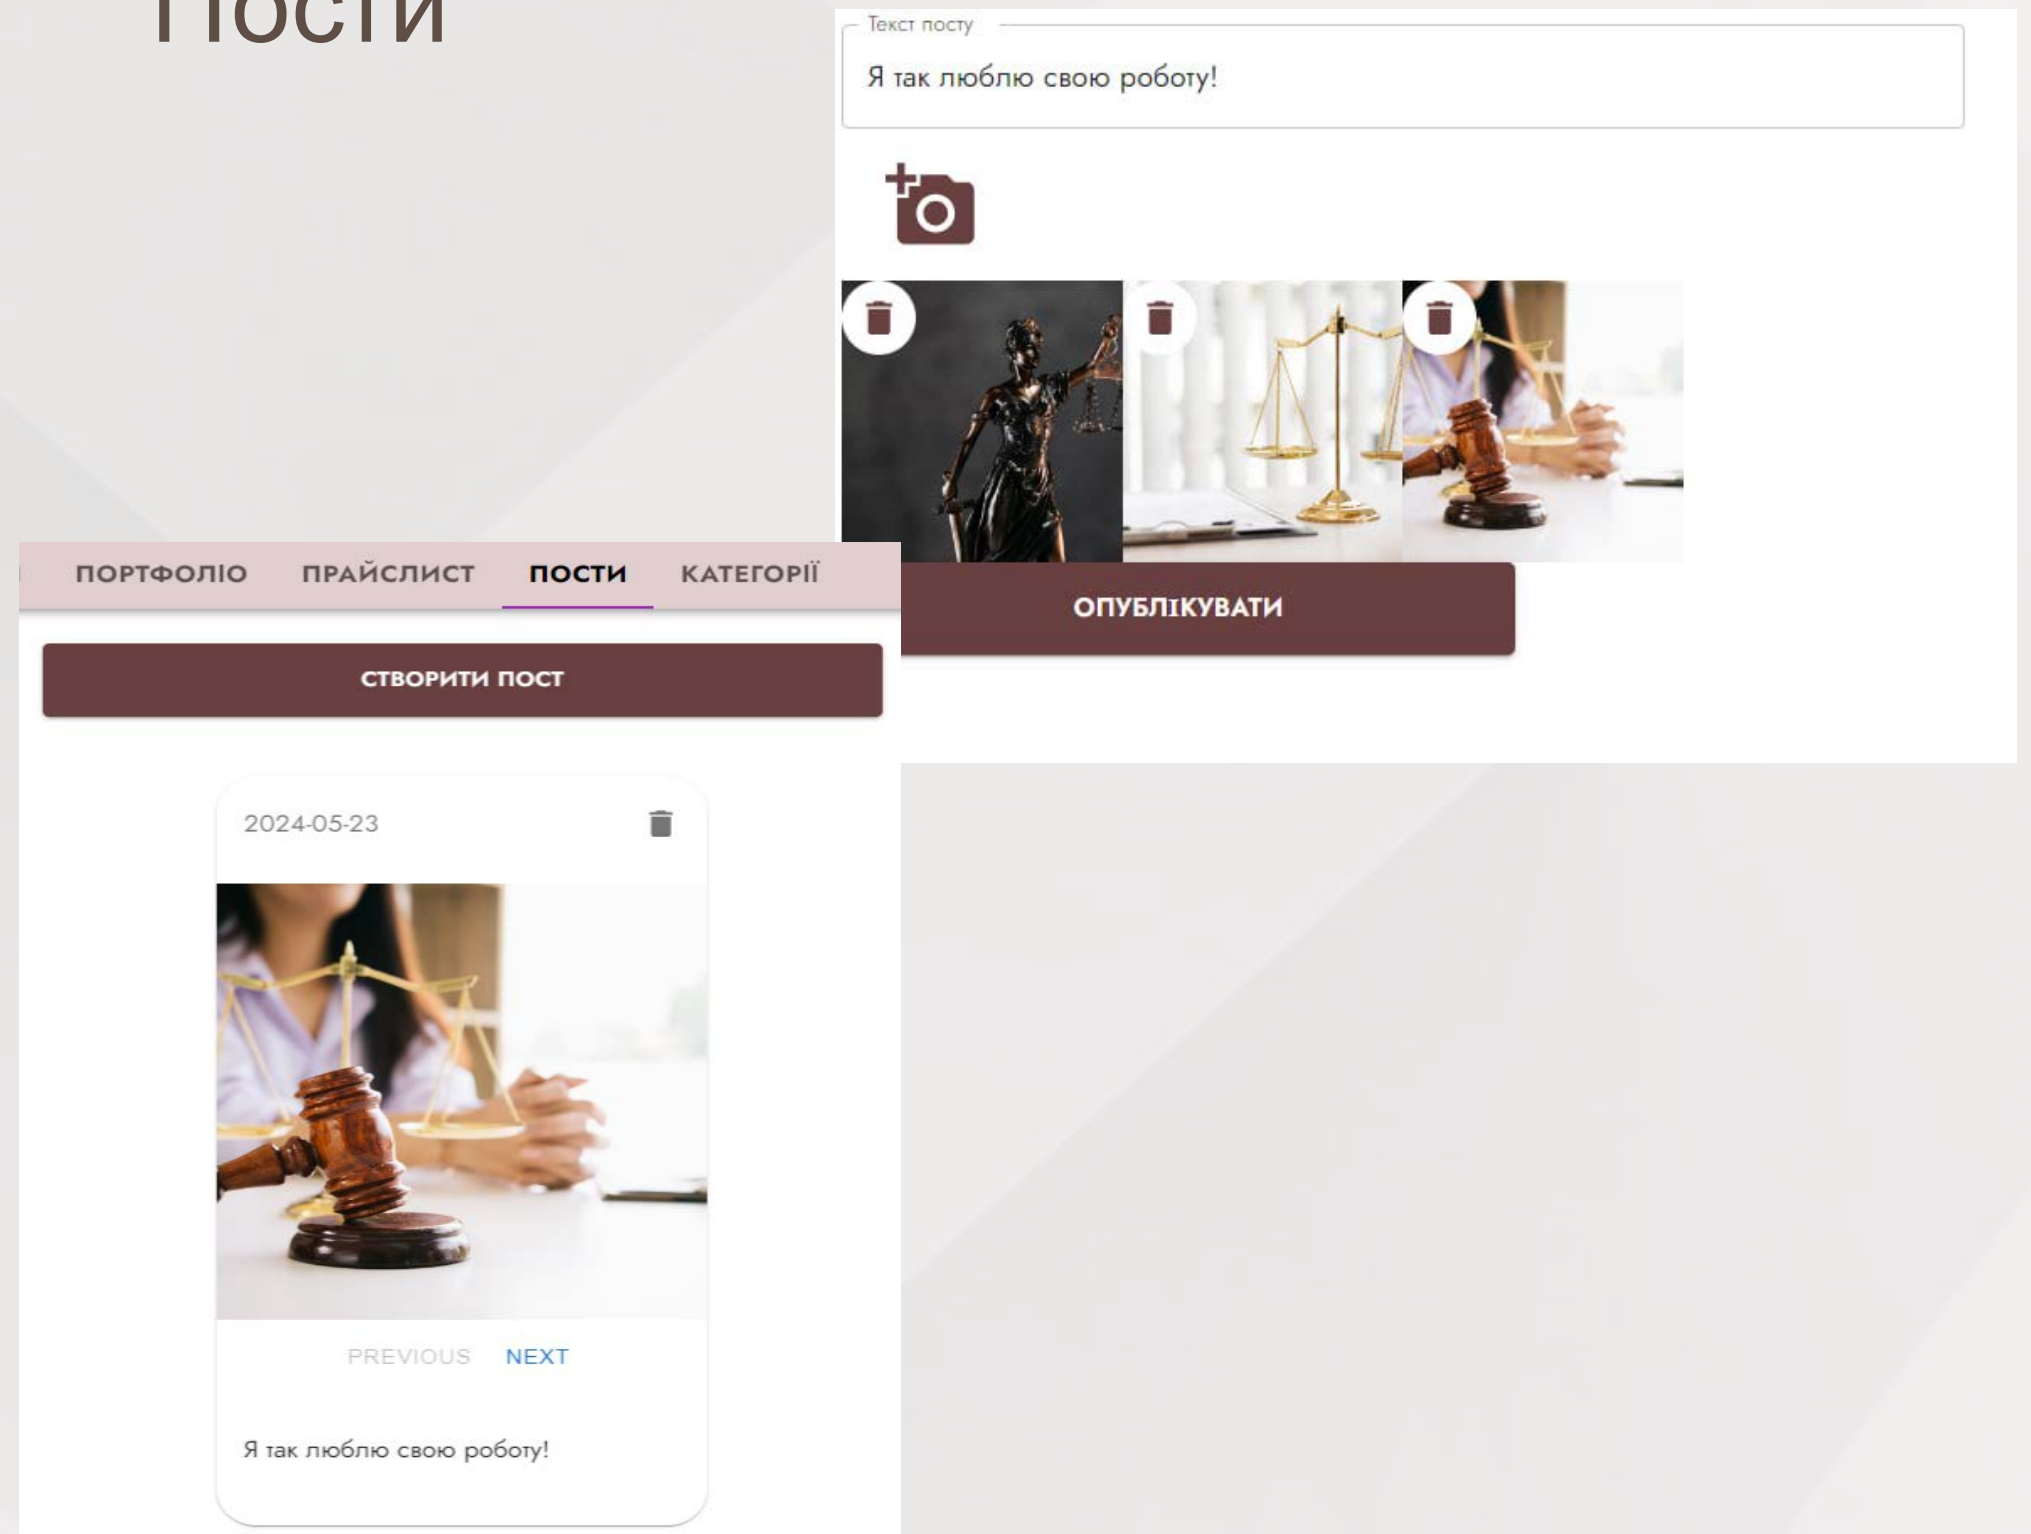 Пости
Текст посту
Я так люблю свою роботу!
ОПУБЛІКУВАТИ
ПОРТФОЛІО ПРАЙСЛИСТ ПОСТИ КАТЕГОРІЇ
СТВОРИТИ ПОСТ
2024-05-23
PREVIOUS NEXT
Я так люблю свою роботу!